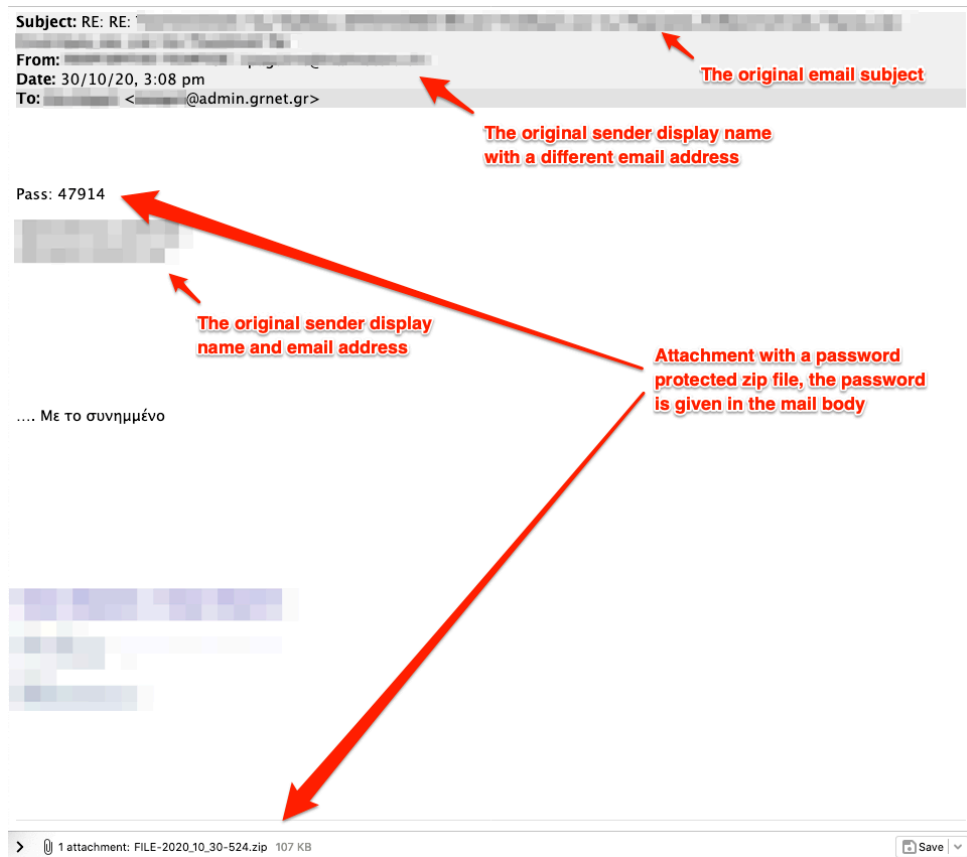 Subject: RE: RE:
The original email subject
From:
Date: 30/10/20, 3:08 pm
To: < @admin.grnet.gr>
The original sender display name
with a different email address
Pass: 47914
The original sender display
name and email address
Attachment with a password
protected zip file, the password
is given in the mail body
.... Με το συνημμένο
1 attachment: FILE-2020_10_30-524.zip 107 KB
Save